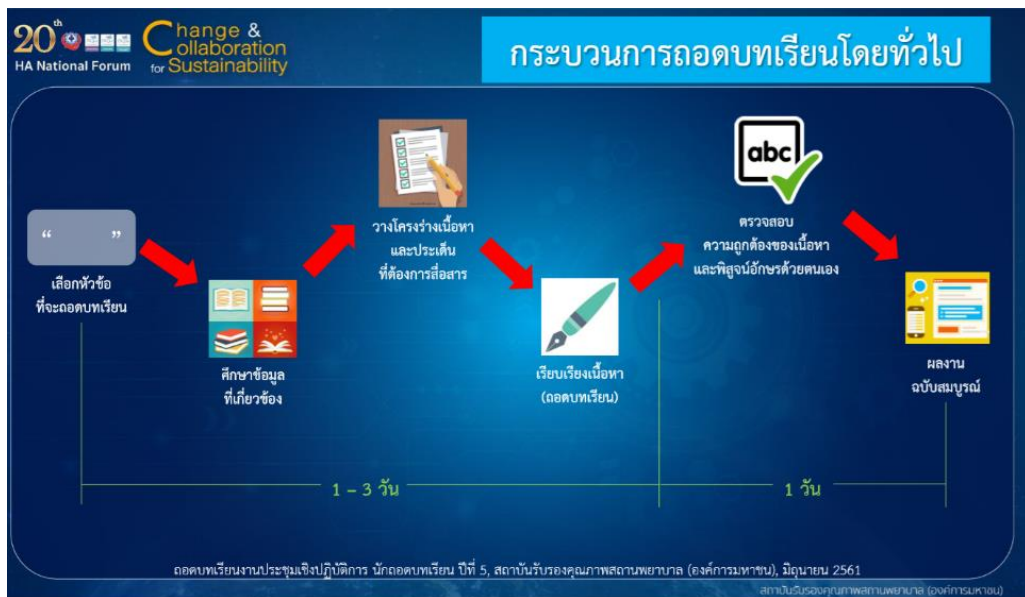 20th
HA National Forum
Change &
Collaboration
for Sustainability
กระบวนการถอดบทเรียนโดยทั่วไป
“ ”
เลือกหัวข้อ
ที่จะถอดบทเรียน
ศึกษาข้อมูล
ที่เกี่ยวข้อง
วางโครงร่างเนื้อหา
และประเด็น
ที่ต้องการสื่อสาร
เรียบเรียงเนื้อหา
(ถอดบทเรียน)
abc
ตรวจสอบ
ความถูกต้องของเนื้อหา
และพิสูจน์อักษรด้วยตนเอง
ผลงาน
ฉบับสมบูรณ์
1 – 3 วัน
1 วัน
ถอดบทเรียนงานประชุมเชิงปฏิบัติการ นักถอดบทเรียน ปีที่ 5, สถาบันรับรองคุณภาพสถานพยาบาล (องค์การมหาชน), มิถุนายน 2561
สถาบันรับรองคุณภาพสถานพยาบาล (องค์การมหาชน)